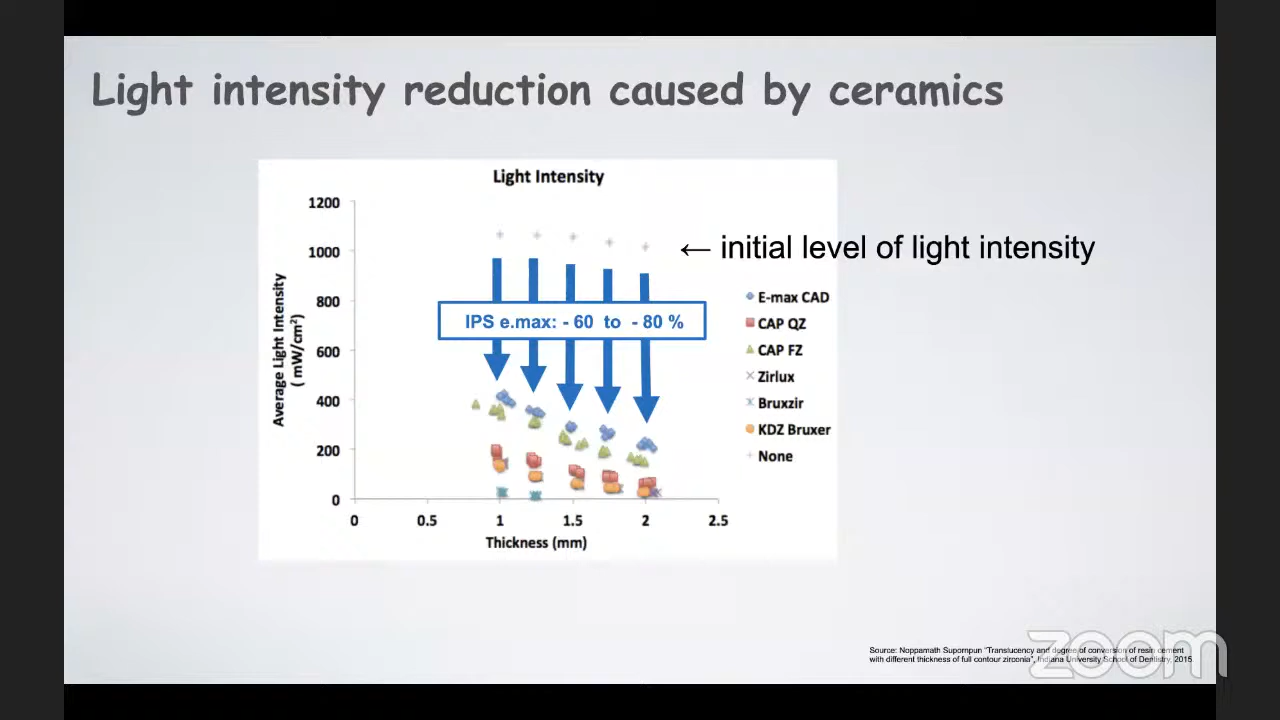 Light intensity reduction caused by ceramics
Light Intensity
1200
1000
800
600
400
200
0
Average Light Intensity
( mW/cm²)
0 0.5 1 1.5 2 2.5
Thickness (mm)
← initial level of light intensity
IPS e.max: - 60 to - 80 %
E-max CAD
CAP QZ
CAP FZ
Zirlux
Bruxzir
KDZ Bruxer
None
Source: Noppamath Supornpun "Translucency and degree of conversion of resin cement
with different thickness of full contour zirconia", Indiana University School of Dentistry, 2015.
zoom